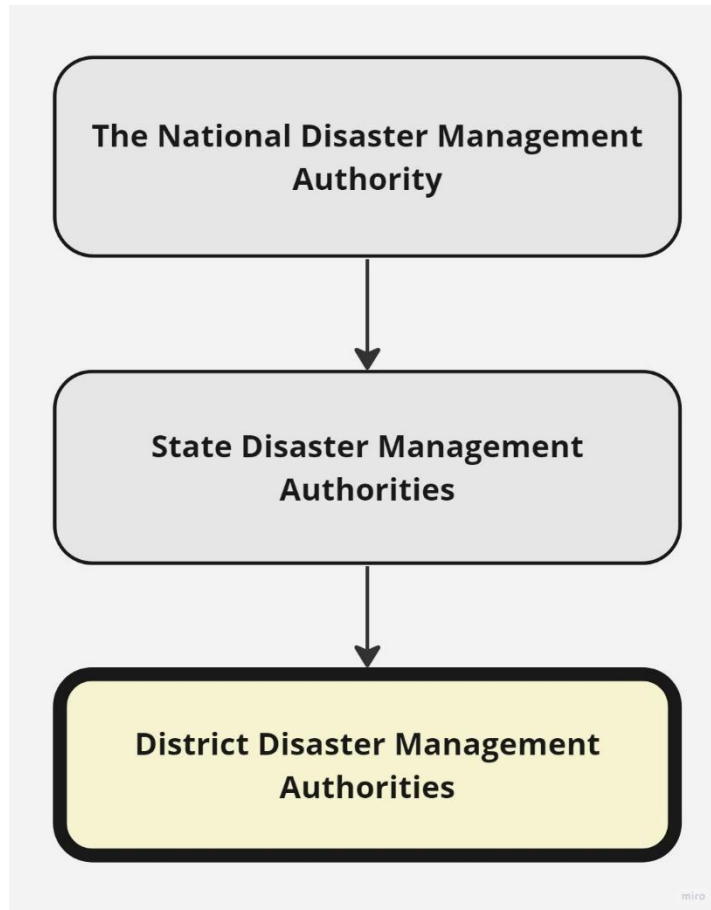 The National Disaster Management
Authority
State Disaster Management
Authorities
District Disaster Management
Authorities
miro